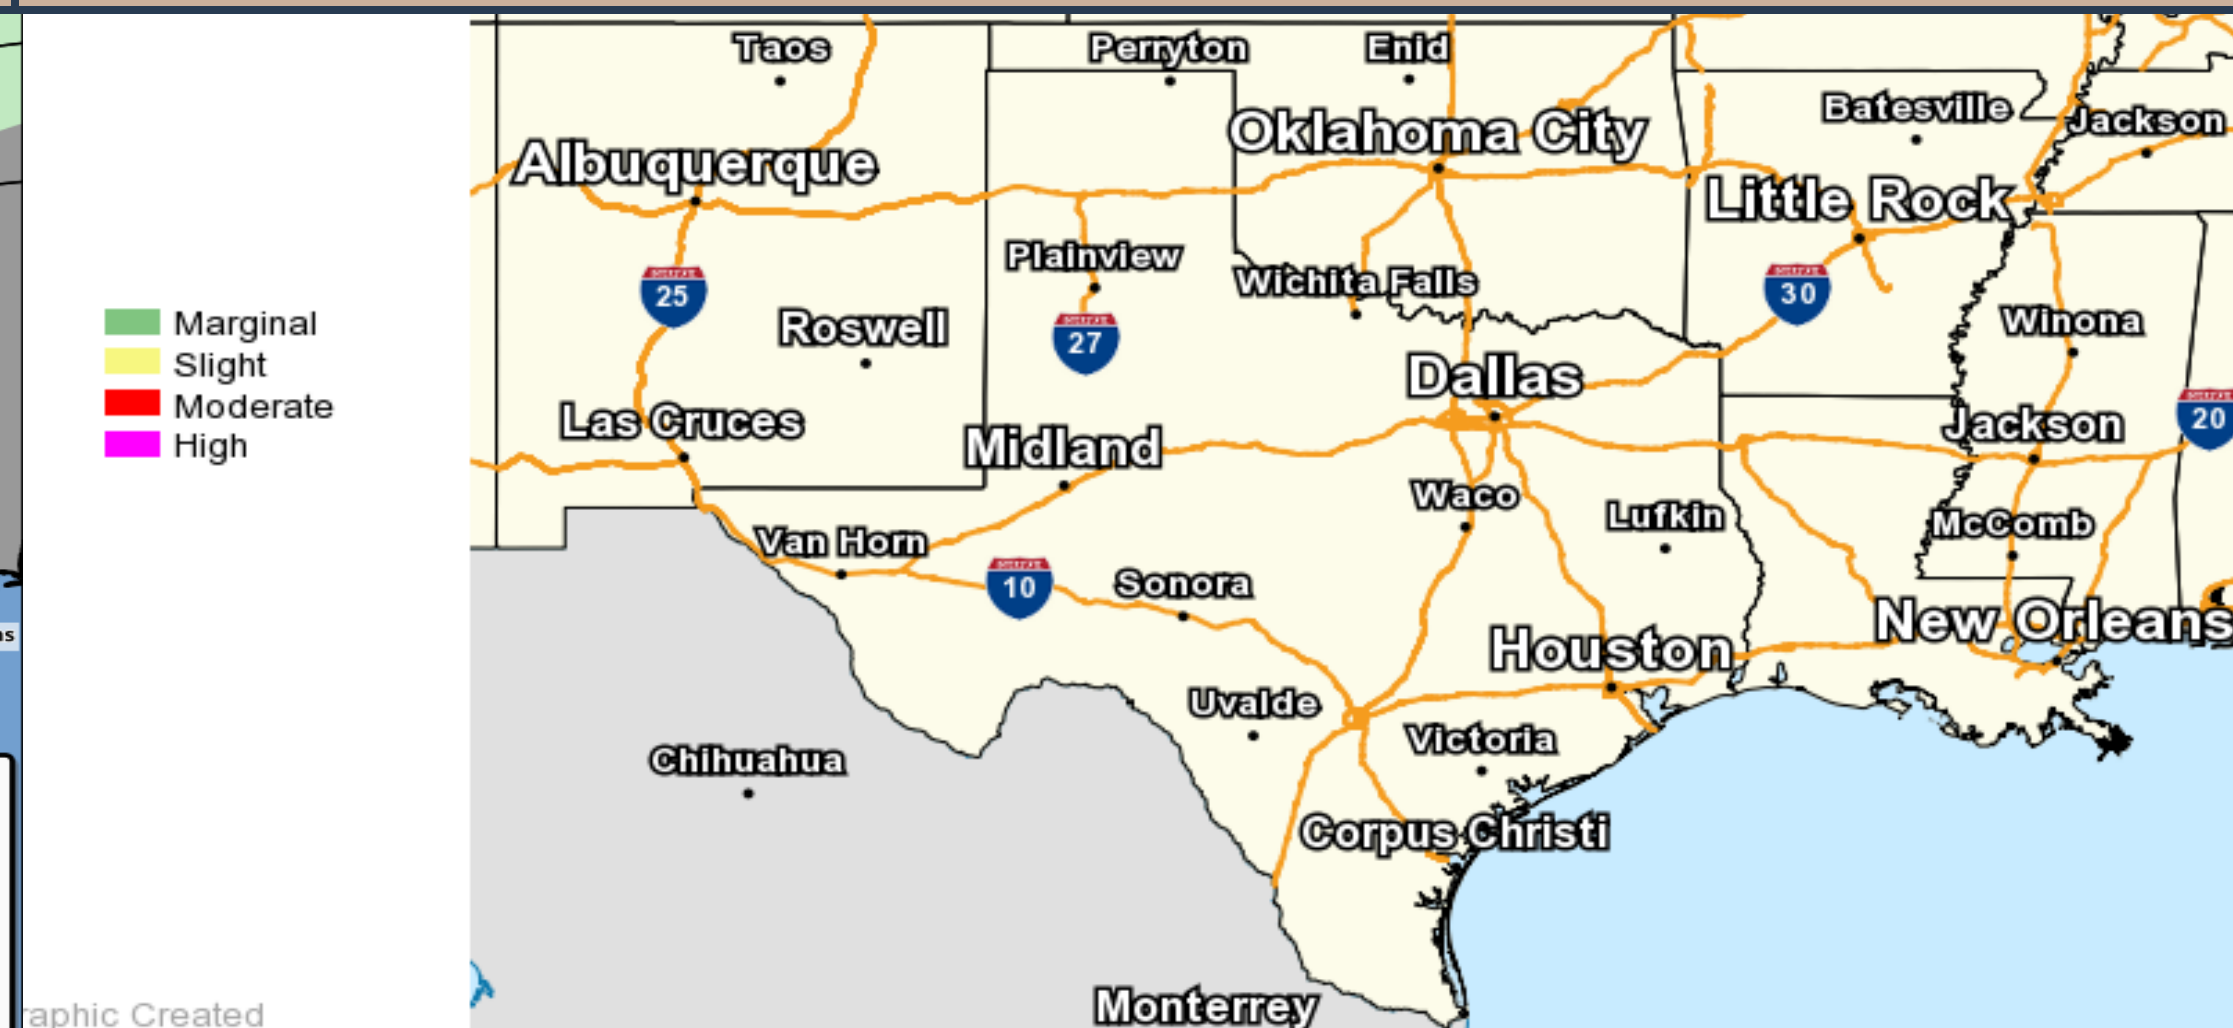 Taos
Perryton
Enid
Batesville
Jackson
Oklahoma City
Albuquerque
Little Rock
Plainview
Wichita Falls
25
30
Roswell
27
Winona
Marginal
Slight
Moderate
High
Dallas
Las Cruces
Midland
Jackson
20
Waco
Lufkin
McComb
Van Horn
10
Sonora
New Orleans
Houston
Uvalde
Victoria
Chihuahua
Corpus Christi
Monterrey
raphic Created